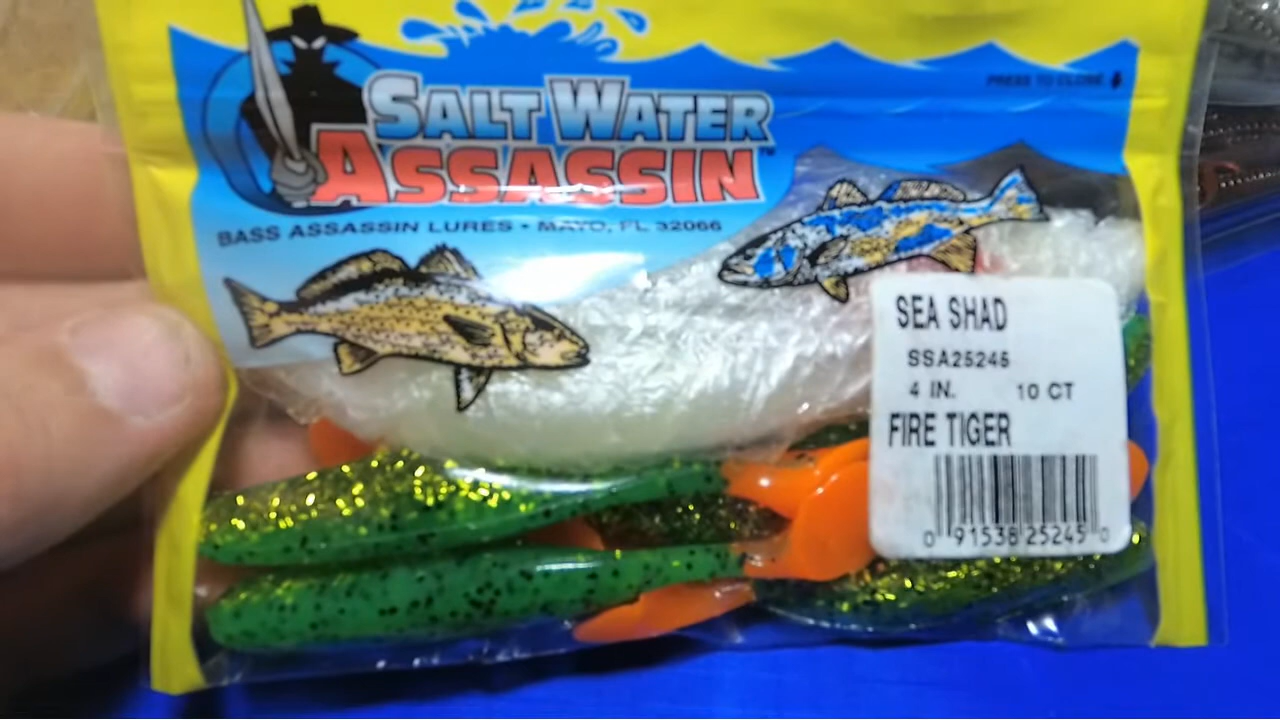 PRESS TO CLOSE
SALT WATER
ASSASSIN™
BASS ASSASSIN LURES • MAYO, FL 32066
SEA SHAD
SSA25245
4 IN. 10 CT
FIRE TIGER
0 91538 25245 0